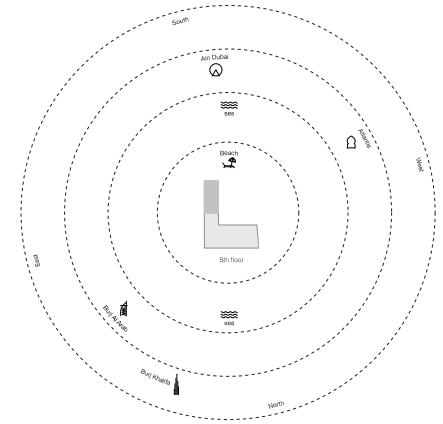 South
Ain Dubai
sea
Atlantis
Beach
West
East
5th floor
Burj Al Arab
sea
Burj Khalifa
North